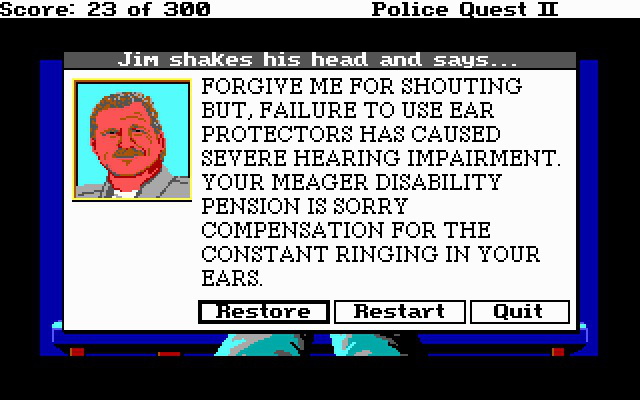 Score: 23 of 300 Police Quest II
Jim shakes his head and says...
FORGIVE ME FOR SHOUTING
BUT, FAILURE TO USE EAR
PROTECTORS HAS CAUSED
SEVERE HEARING IMPAIRMENT.
YOUR MEAGER DISABILITY
PENSION IS SORRY
COMPENSATION FOR THE
CONSTANT RINGING IN YOUR
EARS.
Restore Restart Quit